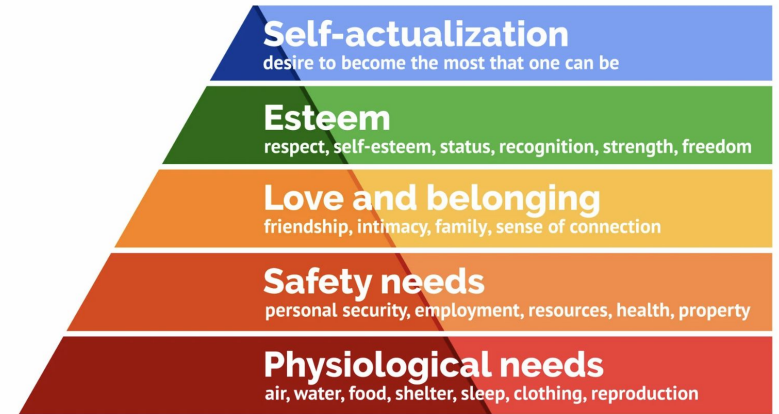 Self-actualization
desire to become the most that one can be
Esteem
respect, self-esteem, status, recognition, strength, freedom
Love and belonging
friendship, intimacy, family, sense of connection
Safety needs
personal security, employment, resources, health, property
Physiological needs
air, water, food, shelter, sleep, clothing, reproduction